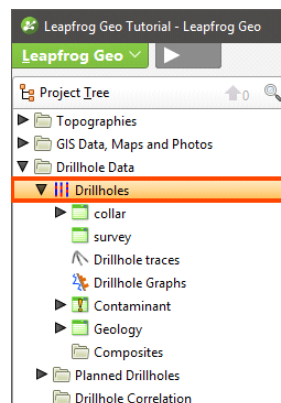 Leapfrog Geo Tutorial - Leapfrog Geo
Leapfrog Geo
Project Tree
0
Topographies
GIS Data, Maps and Photos
Drillhole Data
Drillholes
collar
survey
Drillhole traces
Drillhole Graphs
Contaminant
Geology
Composites
Planned Drillholes
Drillhole Correlation